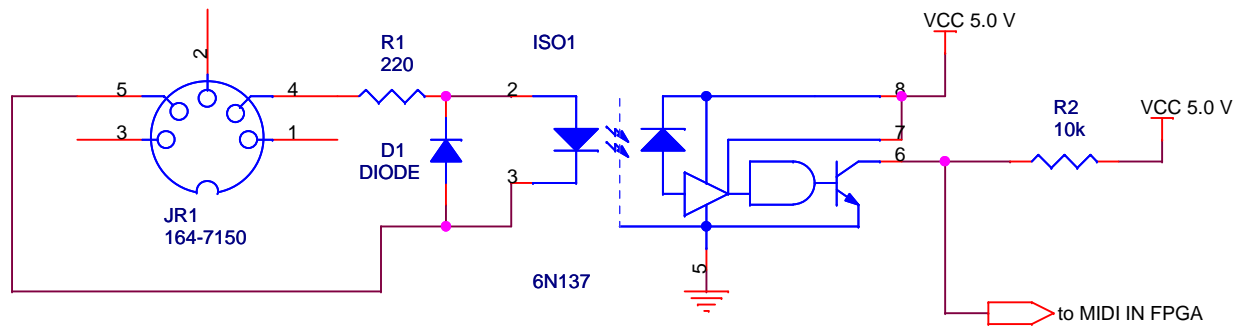 VCC 5.0 V
R1
220
ISO1
2
5
4
2
8
R2
10k
VCC 5.0 V
3
1
7
D1
DIODE
6
3
JR1
164-7150
5
6N137
to MIDI IN FPGA